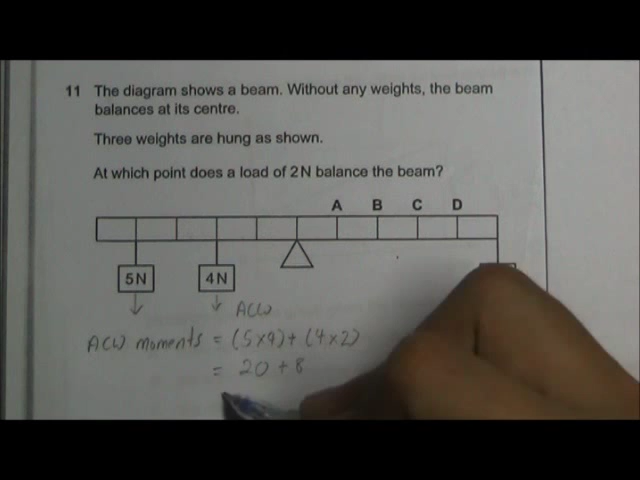 11 The diagram shows a beam. Without any weights, the beam
balances at its centre.
Three weights are hung as shown.
At which point does a load of 2N balance the beam?
A B C D
5N 4N
ACW
ACW moments = (5×4)+(4×2)
= 20+8